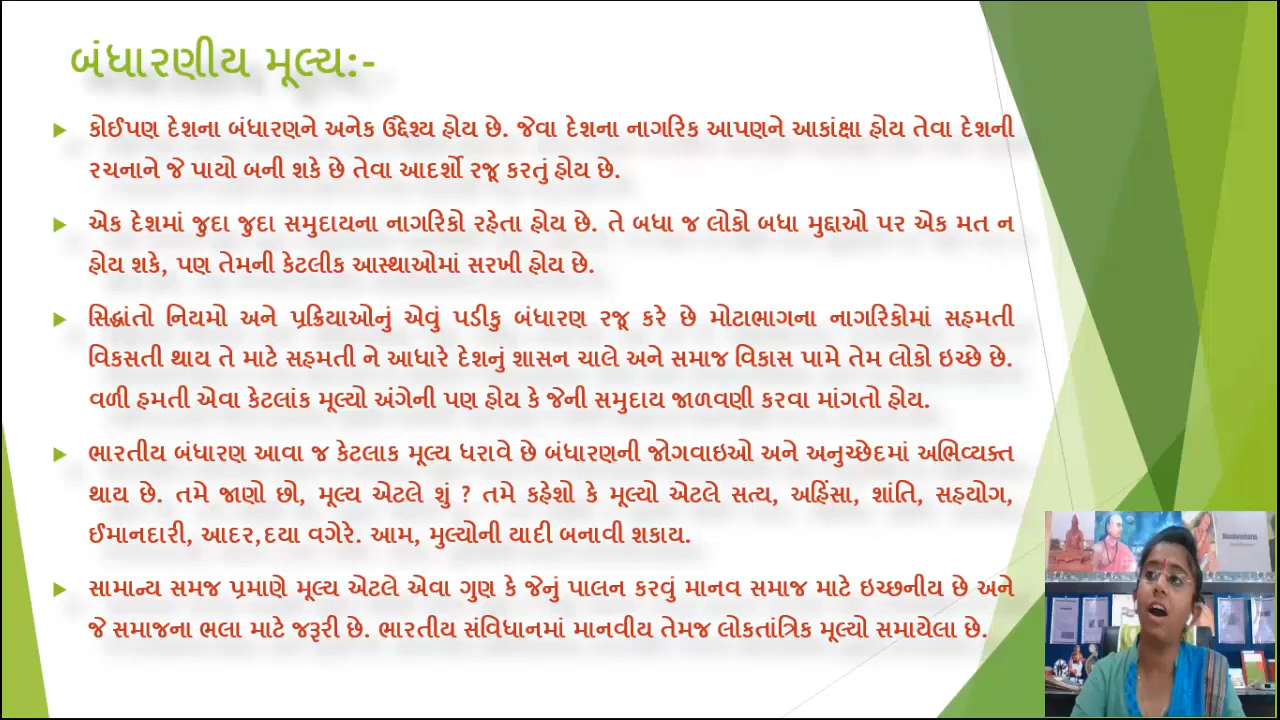 બંધારણીય મૂલ્ય:-
કોઈપણ દેશના બંધારણને અનેક ઉદ્દેશ્ય હોય છે. જેવા દેશના નાગરિક આપણને આકાંક્ષા હોય તેવા દેશની
રચનાને જે પાયો બની શકે છે તેવા આદર્શો રજૂ કરતું હોય છે.
એક દેશમાં જુદા જુદા સમુદાયના નાગરિકો રહેતા હોય છે. તે બધા જ લોકો બધા મુદ્દાઓ પર એક મત ન
હોય શકે, પણ તેમની કેટલીક આસ્થાઓમાં સરખી હોય છે.
સિદ્ધાંતો નિયમો અને પ્રક્રિયાઓનું એવું પડીકુ બંધારણ રજૂ કરે છે મોટાભાગના નાગરિકોમાં સહમતી
વિકસતી થાય તે માટે સહમતી ને આધારે દેશનું શાસન ચાલે અને સમાજ વિકાસ પામે તેમ લોકો ઇચ્છે છે.
વળી હમતી એવા કેટલાંક મૂલ્યો અંગેની પણ હોય કે જેની સમુદાય જાળવણી કરવા માંગતો હોય.
ભારતીય બંધારણ આવા જ કેટલાક મૂલ્ય ધરાવે છે બંધારણની જોગવાઇઓ અને અનુચ્છેદમાં અભિવ્યક્ત
થાય છે. તમે જાણો છો, મૂલ્ય એટલે શું ? તમે કહેશો કે મૂલ્યો એટલે સત્ય, અહિંસા, શાંતિ, સહયોગ,
ઈમાનદારી, આદર,દયા વગેરે. આમ, મુલ્યોની યાદી બનાવી શકાય.
સામાન્ય સમજ પ્રમાણે મૂલ્ય એટલે એવા ગુણ કે જેનું પાલન કરવું માનવ સમાજ માટે ઇચ્છનીય છે અને
જે સમાજના ભલા માટે જરૂરી છે. ભારતીય સંવિધાનમાં માનવીય તેમજ લોકતાંત્રિક મૂલ્યો સમાયેલા છે.